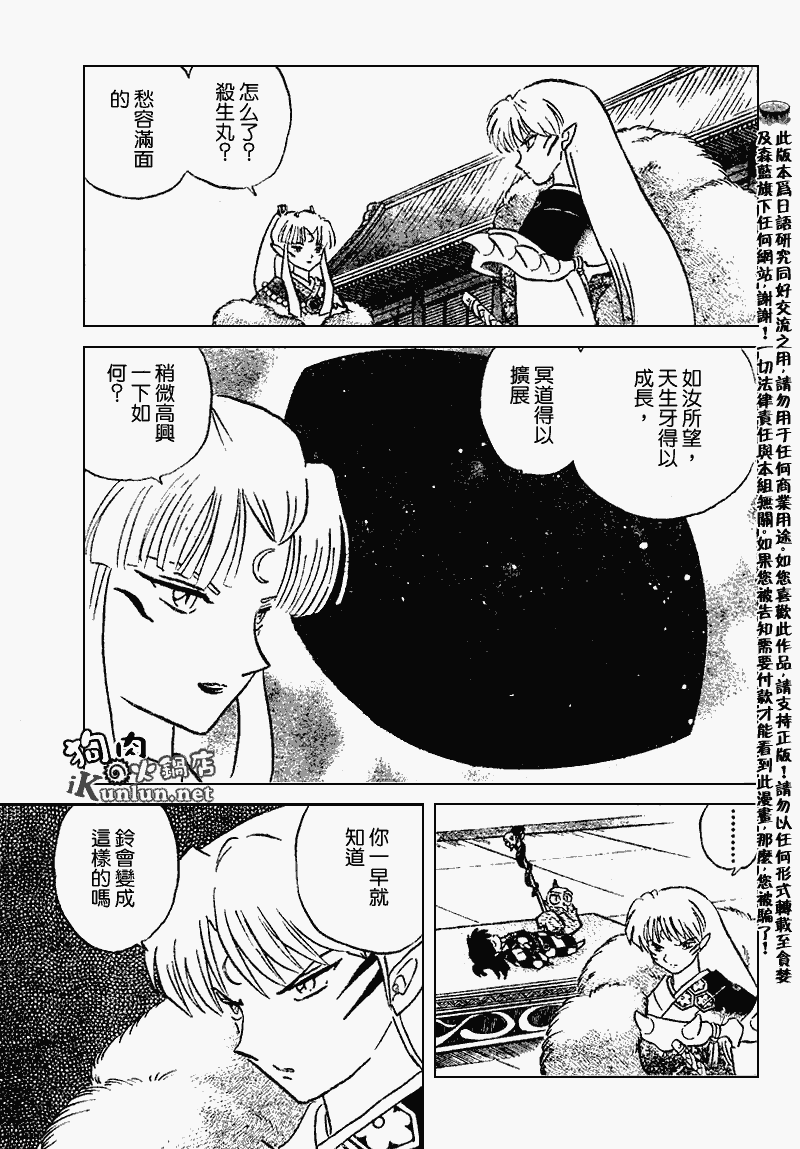 怎么了？
殺生丸？
愁容滿面
的
如汝所望，
天生牙得以
成長，
冥道得以
擴展
稍微高興
一下如
何？
………
你一早就
知道
鈴會變成
這樣的嗎
此版本爲日語研究同好交流之用，請勿用于任何商業用途。如您喜歡此作品，請支持正版！請勿以任何形式轉載至貪婪
及森藍旗下任何網站，謝謝！一切法律責任與本組無關。如果您被告知需要付款才能看到此漫畫，那麽，您被騙了！
狗肉
火鍋店
iKunlun.net